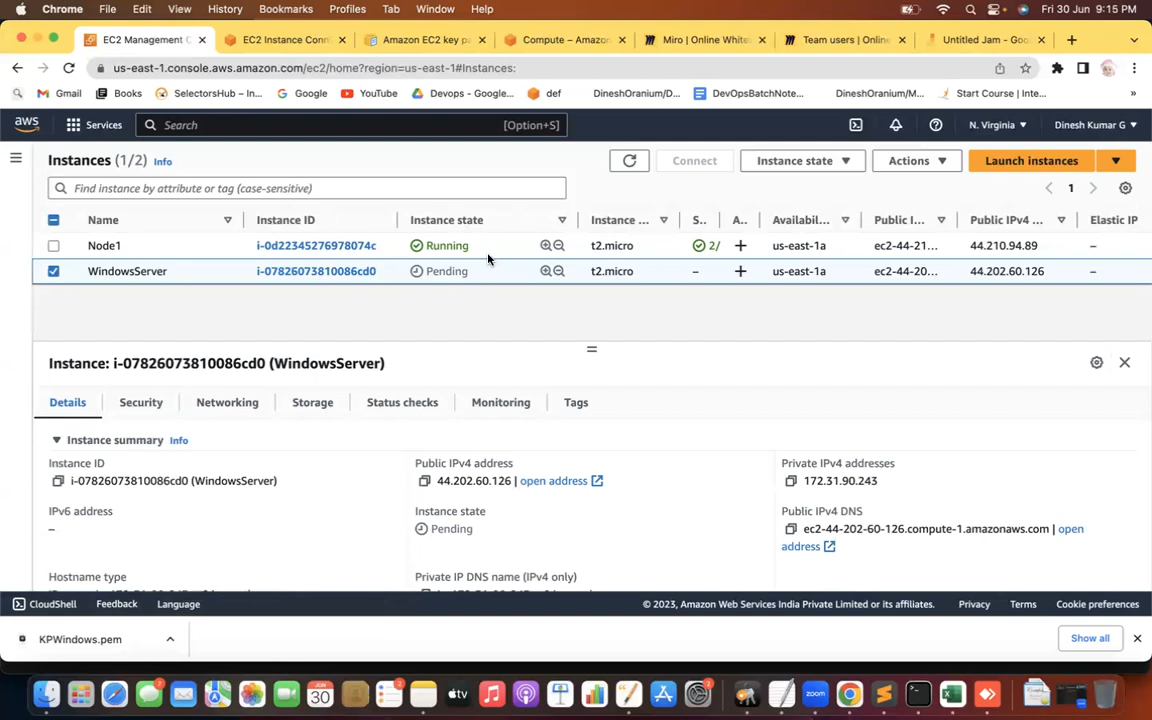 Chrome File Edit View History Bookmarks Profiles Tab Window Help Fri 30 Jun 9:15 PM
EC2 Management C EC2 Instance Conn Amazon EC2 key pa Compute – Amazon Miro | Online White Team users | Online Untitled Jam - Goo
us-east-1.console.aws.amazon.com/ec2/home?region=us-east-1#Instances:
Gmail Books SelectorsHub – In... Google YouTube Devops - Google... def DineshOranium/D... DevOpsBatchNote... DineshOranium/M... Start Course | Inte... »
aws Services Search [Option+S] N. Virginia Dinesh Kumar G
Instances (1/2) Info Connect Instance state Actions Launch instances
Find instance by attribute or tag (case-sensitive) 1
Name Instance ID Instance state Instance ... S.. A.. Availabil... Public I... Public IPv4 ... Elastic IP
Node1 i-0d22345276978074c Running t2.micro 2/ us-east-1a ec2-44-21... 44.210.94.89 –
WindowsServer i-07826073810086cd0 Pending t2.micro – us-east-1a ec2-44-20... 44.202.60.126 –
Instance: i-07826073810086cd0 (WindowsServer)
Details Security Networking Storage Status checks Monitoring Tags
Instance summary Info
Instance ID Public IPv4 address Private IPv4 addresses
i-07826073810086cd0 (WindowsServer) 44.202.60.126 | open address 172.31.90.243
IPv6 address Instance state Public IPv4 DNS
– Pending ec2-44-202-60-126.compute-1.amazonaws.com | open
address
Hostname type Private IP DNS name (IPv4 only)
CloudShell Feedback Language © 2023, Amazon Web Services India Private Limited or its affiliates. Privacy Terms Cookie preferences
KPWindows.pem Show all